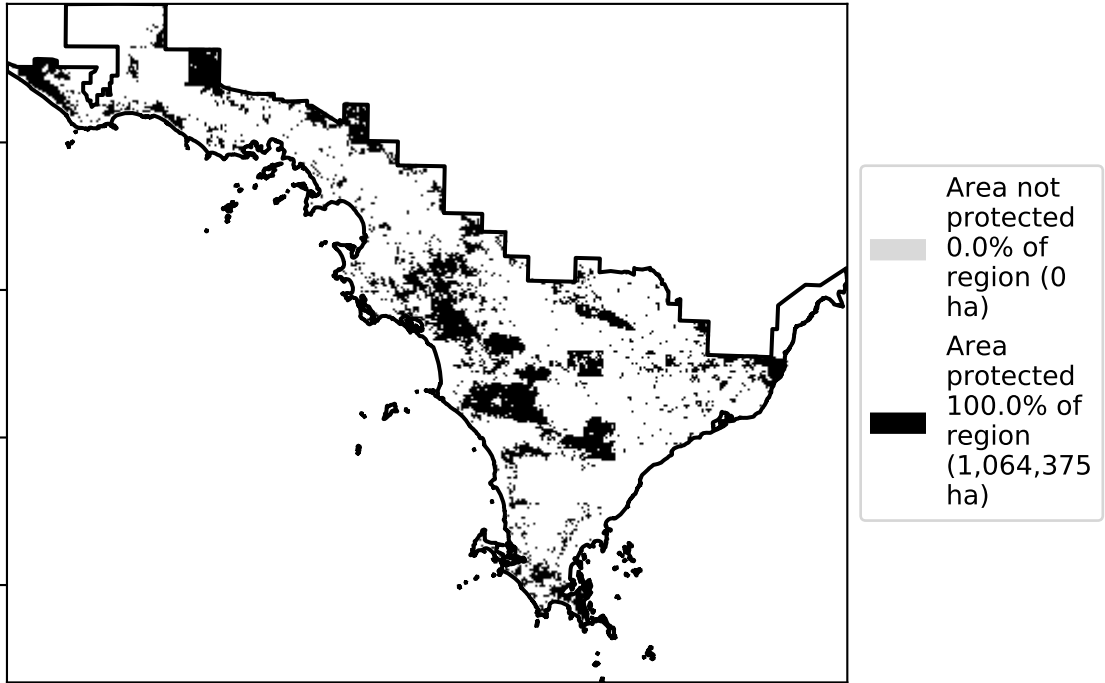 Area not
protected
0.0% of
region (0
ha)
Area
protected
100.0% of
region
(1,064,375
ha)